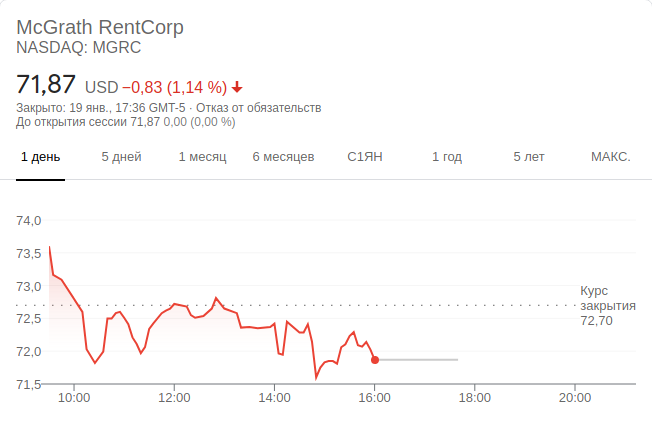 McGrath RentCorp
NASDAQ: MGRC
71,87 USD −0,83 (1,14 %)
Закрыто: 19 янв., 17:36 GMT-5 · Отказ от обязательств
До открытия сессии 71,87 0,00 (0,00 %)
1 день 5 дней 1 месяц 6 месяцев С1ЯН 1 год 5 лет МАКС.
74,0
73,5
73,0
Курс
закрытия
72,70
72,5
72,0
71,5
10:00 12:00 14:00 16:00 18:00 20:00